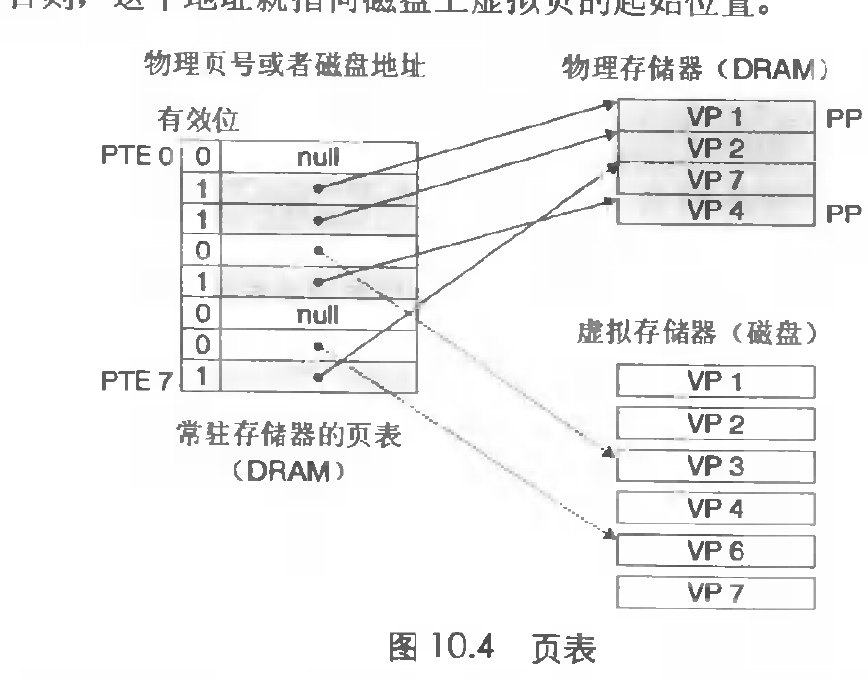 否则，这个地址就指向磁盘上虚拟页的起始位置。
物理页号或者磁盘地址
物理存储器（DRAM）
有效位
VP 1 PP
PTE 0 0 null
VP 2
1
VP 7
1
VP 4 PP
0
1
0 null
虚拟存储器（磁盘）
0
PTE 7 1
VP 1
常驻存储器的页表
（DRAM）
VP 2
VP 3
VP 4
VP 6
VP 7
图 10.4 页表